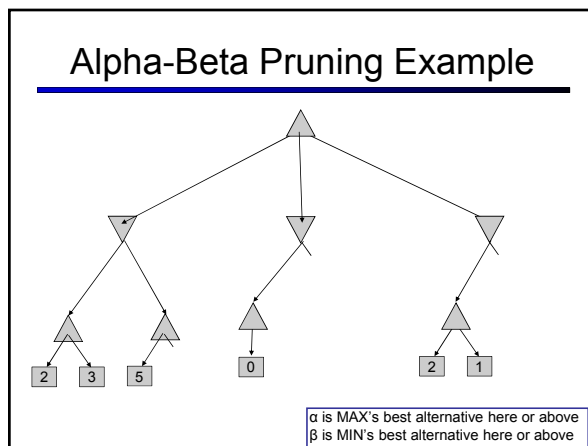 Alpha-Beta Pruning Example
2 3 5 0 2 1
α is MAX's best alternative here or above
β is MIN's best alternative here or above